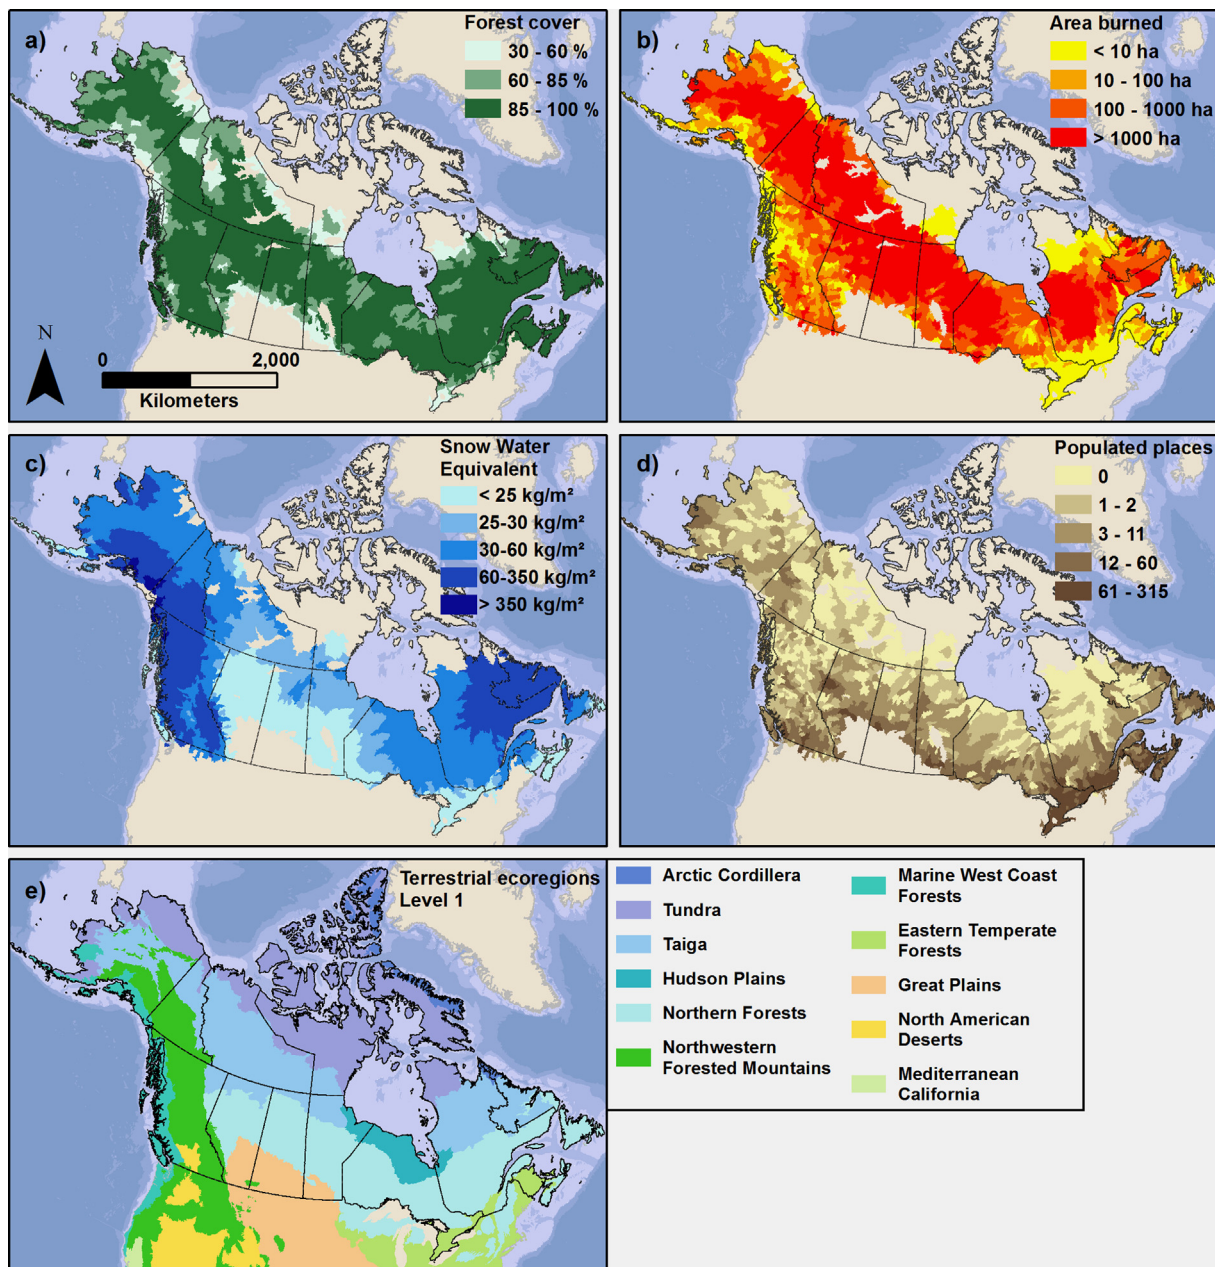 a)
Forest cover
30 - 60 %
60 - 85 %
85 - 100 %
N
0
2,000
Kilometers
b)
Area burned
< 10 ha
10 - 100 ha
100 - 1000 ha
> 1000 ha
c)
Snow Water
Equivalent
< 25 kg/m²
25-30 kg/m²
30-60 kg/m²
60-350 kg/m²
> 350 kg/m²
d)
Populated places
0
1 - 2
3 - 11
12 - 60
61 - 315
e)
Terrestrial ecoregions
Level 1
Arctic Cordillera
Tundra
Taiga
Hudson Plains
Northern Forests
Northwestern
Forested Mountains
Marine West Coast
Forests
Eastern Temperate
Forests
Great Plains
North American
Deserts
Mediterranean
California